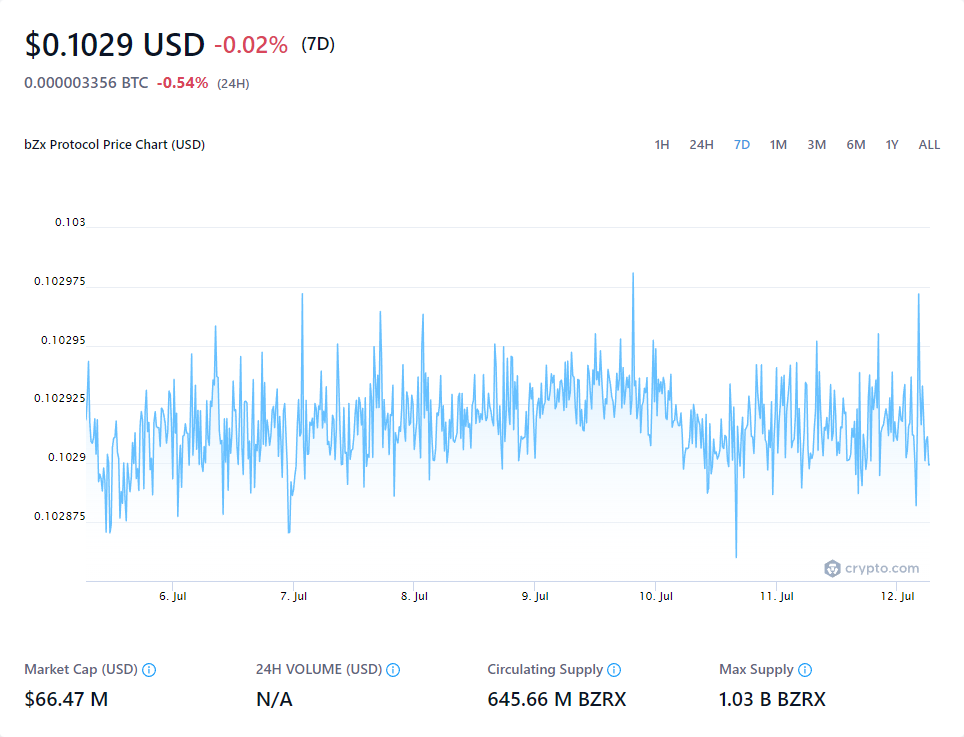 $0.1029 USD -0.02% (7D)
0.000003356 BTC -0.54% (24H)
bZx Protocol Price Chart (USD) 1H 24H 7D 1M 3M 6M 1Y ALL
0.103
0.102975
0.10295
0.102925
0.1029
0.102875
crypto.com
6. Jul 7. Jul 8. Jul 9. Jul 10. Jul 11. Jul 12. Jul
Market Cap (USD) 24H VOLUME (USD) Circulating Supply Max Supply
$66.47 M N/A 645.66 M BZRX 1.03 B BZRX